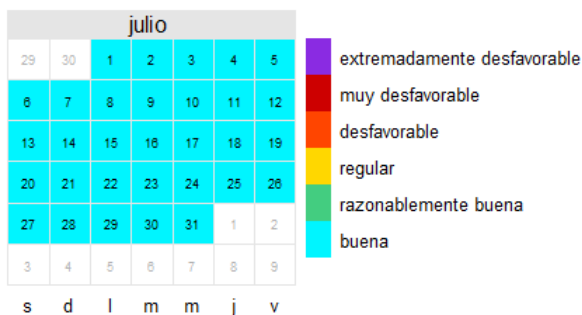 julio
29 30 1 2 3 4 5
6 7 8 9 10 11 12
13 14 15 16 17 18 19
20 21 22 23 24 25 26
27 28 29 30 31 1 2
3 4 5 6 7 8 9
s d l m m j v
extremadamente desfavorable
muy desfavorable
desfavorable
regular
razonablemente buena
buena